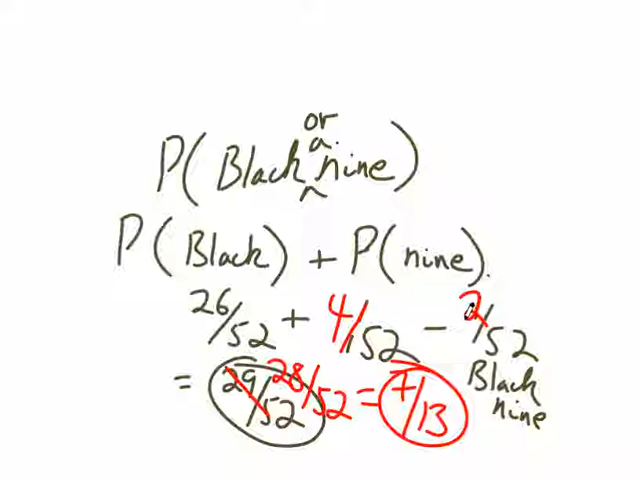 or
a
P(Black nine)
P(Black) + P(nine)
26/52 + 4/52 - 2/52
= 29/52 28/52 = 7/13
Black
nine